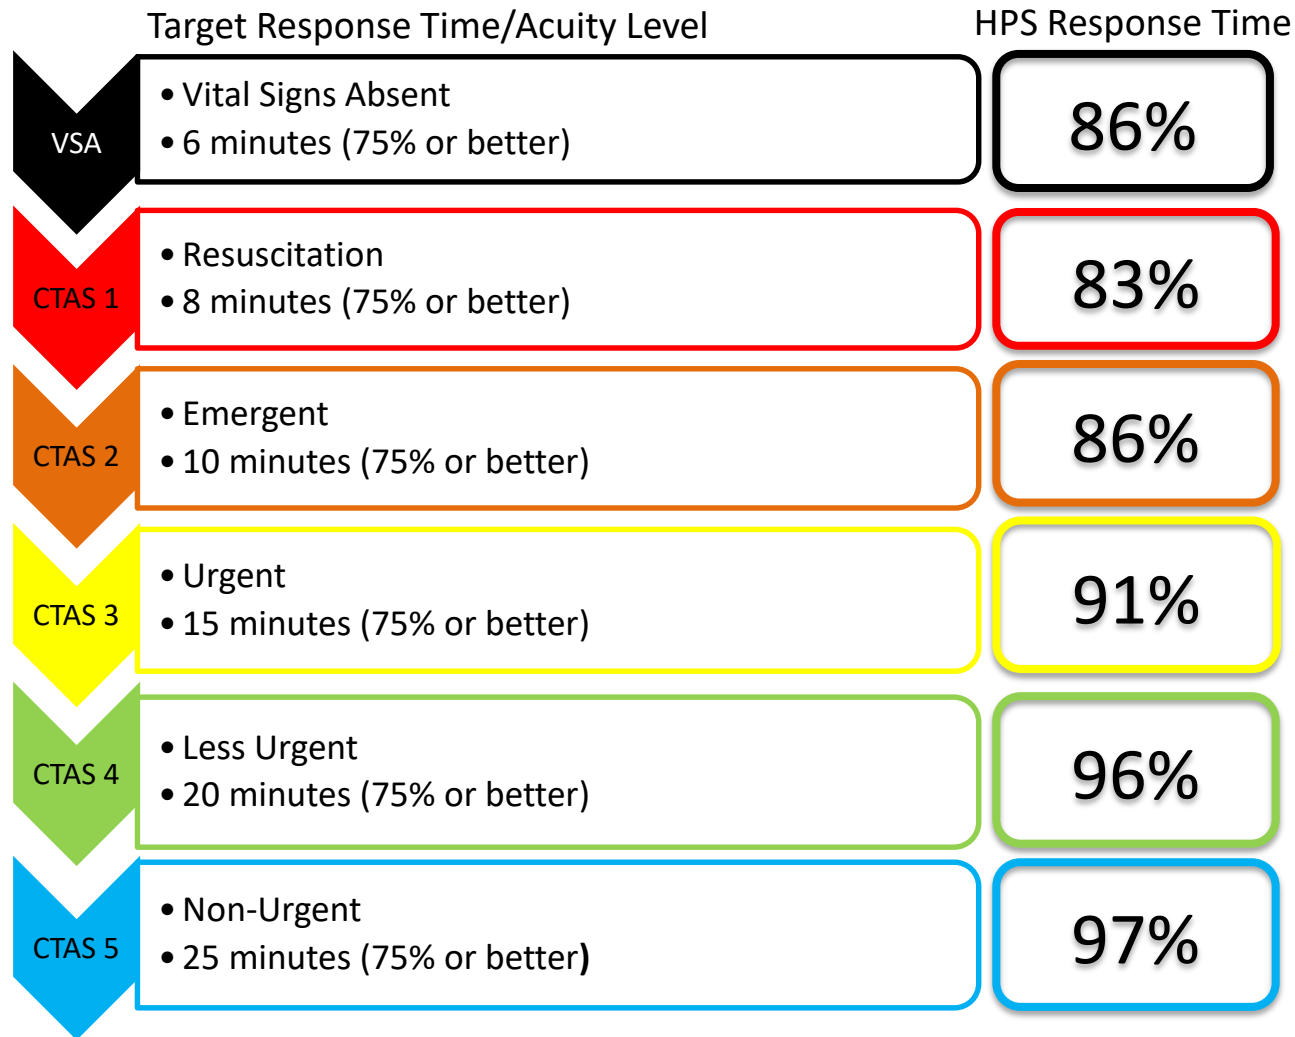 Target Response Time/Acuity Level
HPS Response Time
VSA
• Vital Signs Absent
• 6 minutes (75% or better)
86%
CTAS 1
• Resuscitation
• 8 minutes (75% or better)
83%
CTAS 2
• Emergent
• 10 minutes (75% or better)
86%
CTAS 3
• Urgent
• 15 minutes (75% or better)
91%
CTAS 4
• Less Urgent
• 20 minutes (75% or better)
96%
CTAS 5
• Non-Urgent
• 25 minutes (75% or better)
97%